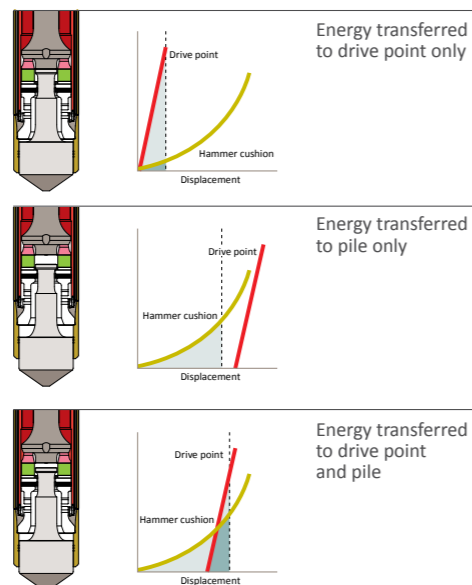 Energy transferred
to drive point only
Drive point
Hammer cushion
Displacement
Energy transferred
to pile only
Drive point
Hammer cushion
Displacement
Energy transferred
to drive point
and pile
Drive point
Hammer cushion
Displacement